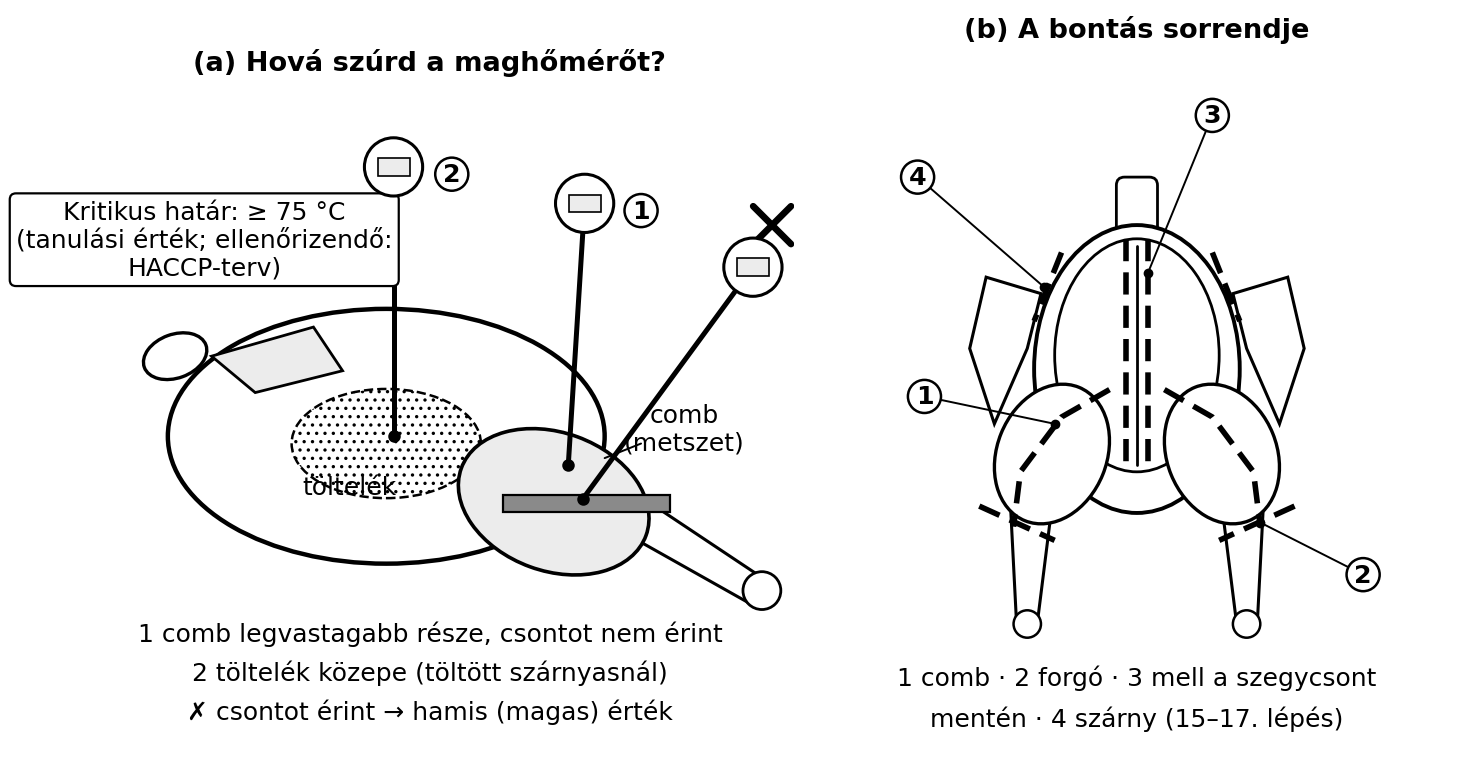 (a) Hová szúrd a maghőmérőt?
2
1
Kritikus határ: ≥ 75 °C
(tanulási érték; ellenőrizendő:
HACCP-terv)
comb
(metszet)
töltelék
1 comb legvastagabb része, csontot nem érint
2 töltelék közepe (töltött szárnyasnál)
✗ csontot érint → hamis (magas) érték
(b) A bontás sorrendje
3
4
1
2
1 comb · 2 forgó · 3 mell a szegycsont
mentén · 4 szárny (15–17. lépés)